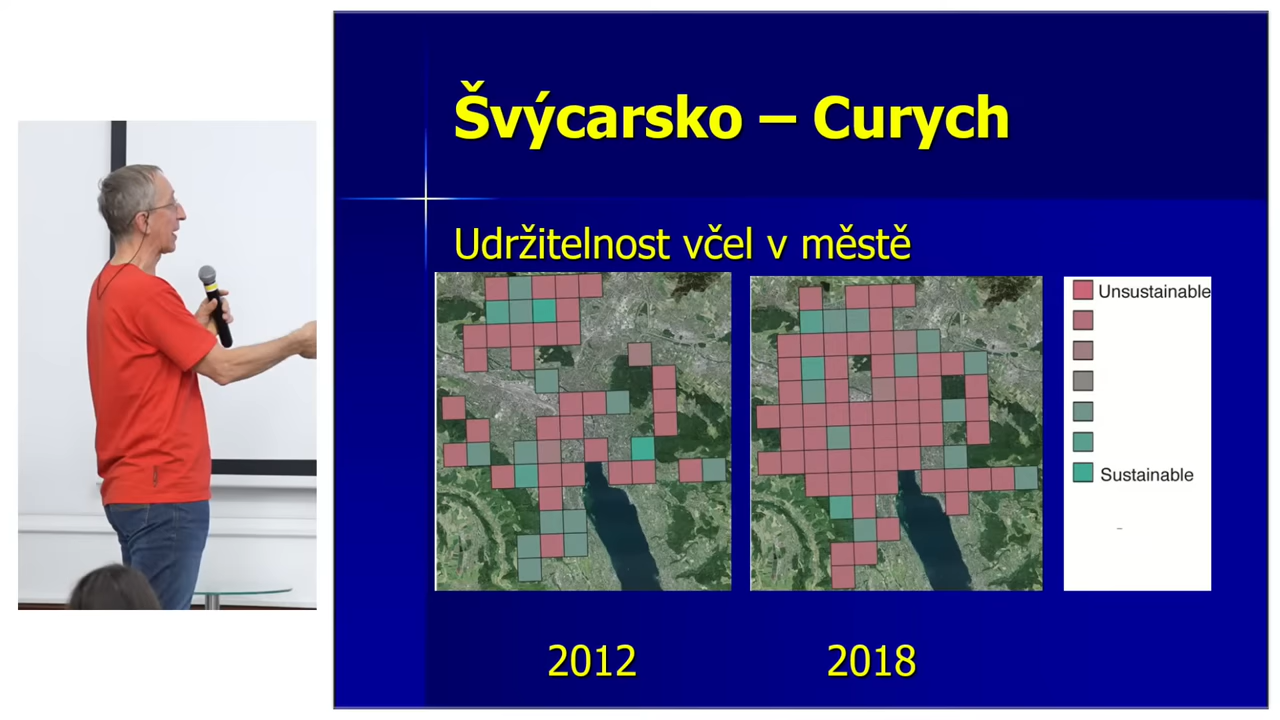 Švýcarsko – Curych
Udržitelnost včel v městě
Unsustainable
Sustainable
2012
2018